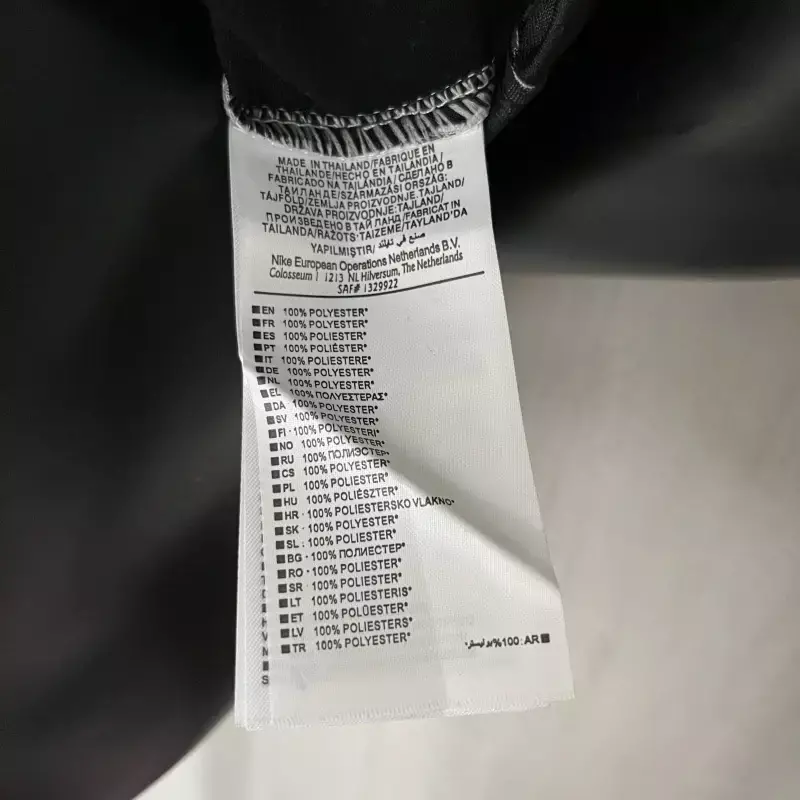 MADE IN THAILAND/FABRIQUE EN
THAILANDE/HECHO EN TAILANDIA/
FABRICADO NA TAILÂNDIA/СДЕЛАНО В
ТАИЛАНДЕ/SZÁRMAZÁSI ORSZÁG:
TÁJFÖLD/ZEMLJA PROIZVODNJE: TAJLAND/
DRŽAVA PROIZVODNJE: TAJLAND/
ПРОИЗВЕДЕНО В ТАЙЛАНД/FABRICAT IN
TAILANDA/RAŽOTS-TAIZEME/TAYLAND'DA
YAPILMIŞTIR/ صنع في تايلند
Nike European Operations Netherlands B.V.
Colosseum 1 1213 NL Hilversum, The Netherlands
SAF# 1329922
EN 100% POLYESTER*
FR 100% POLYESTER*
ES 100% POLIÉSTER*
PT 100% POLIÉSTER*
IT 100% POLIESTERE*
DE 100% POLYESTER*
NL 100% POLYESTER*
EL 100% ΠΟΛΥΕΣΤΕΡΑΣ*
DA 100% POLYESTER*
SV 100% POLYESTER*
FI · 100% POLYESTERI*
NO 100% POLYESTER*
RU 100% ПОЛИЭСТЕР*
CS 100% POLYESTER*
PL 100% POLIESTER*
HU 100% POLIÉSZTER*
HR · 100% POLIESTERSKO VLAKNO*
SK · 100% POLYESTER*
SL : 100% POLIESTER*
BG · 100% ПОЛИЕСТЕР*
RO · 100% POLIESTER*
SR 100% POLIESTER*
LT 100% POLIESTERIS*
ET 100% POLÜESTER*
LV 100% POLIESTERS*
TR 100% POLYESTER*
AR :100% بوليستر*